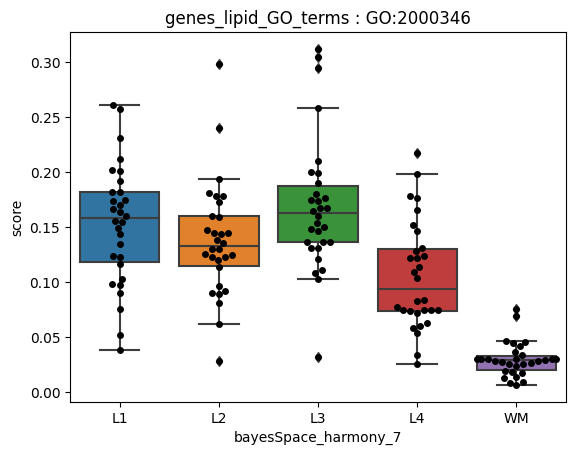 genes_lipid_GO_terms : GO:2000346
0.30
0.25
0.20
0.15
0.10
0.05
0.00
score
L1 L2 L3 L4 WM
bayesSpace_harmony_7